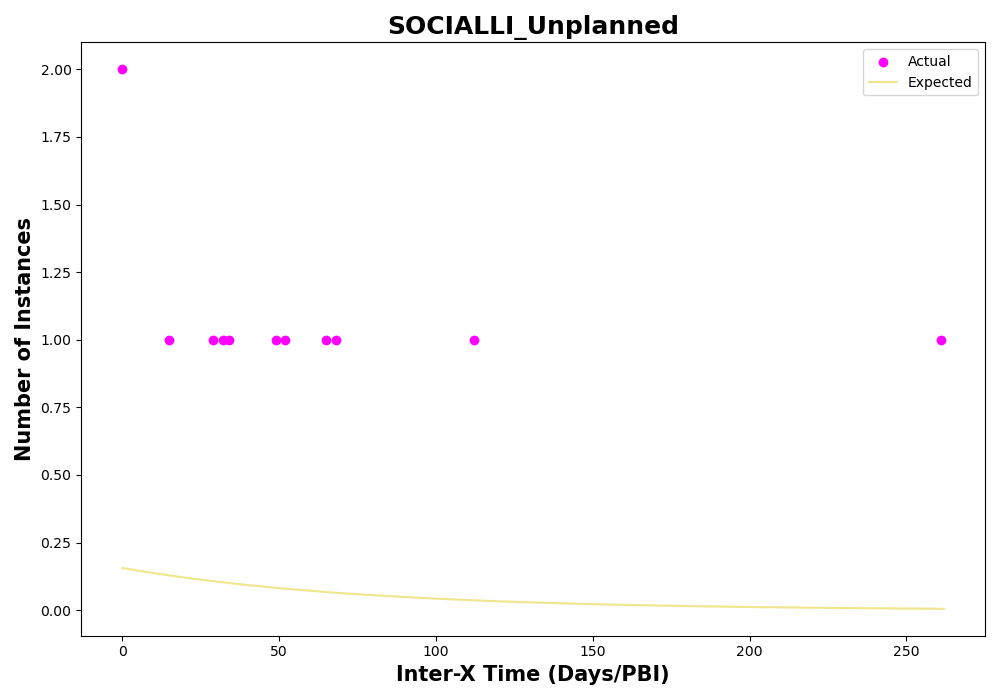 SOCIALLI_Unplanned
Actual
Expected
Number of Instances
2.00
1.75
1.50
1.25
1.00
0.75
0.50
0.25
0.00
0 50 100 150 200 250
Inter-X Time (Days/PBI)